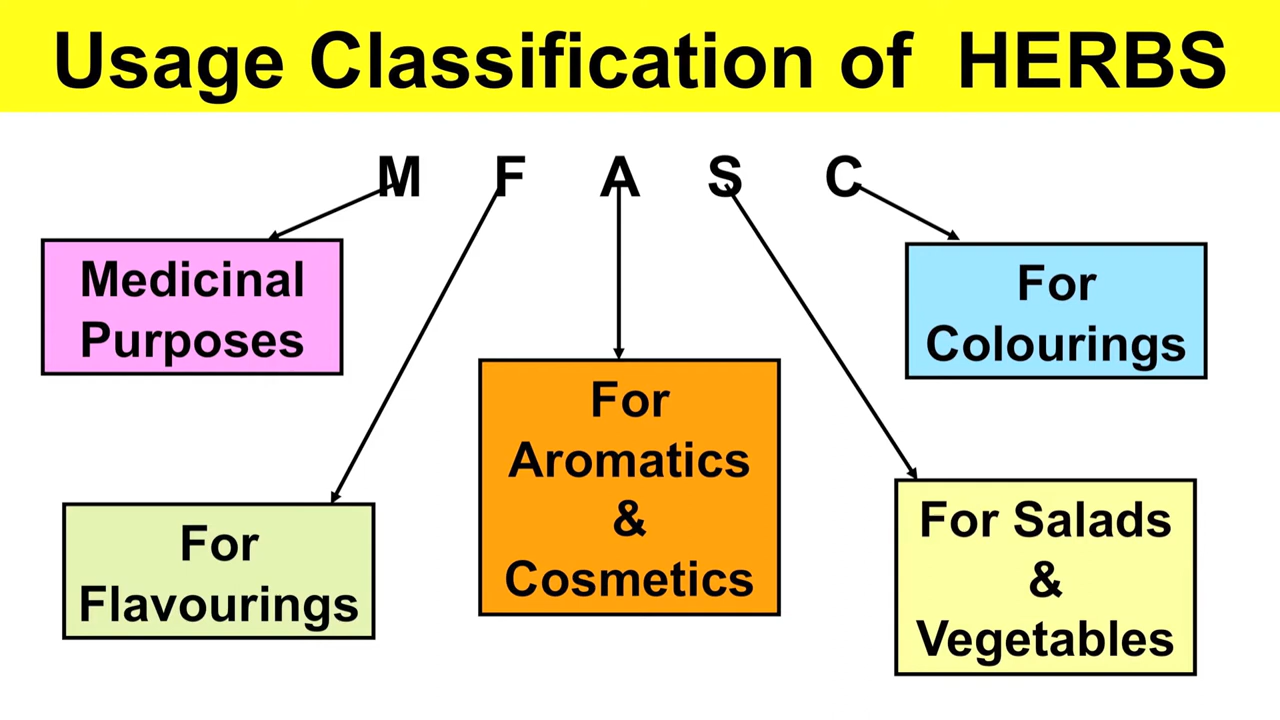 Usage Classification of HERBS
M F A S C
Medicinal
Purposes
For
Flavourings
For
Aromatics
&
Cosmetics
For Salads
&
Vegetables
For
Colourings